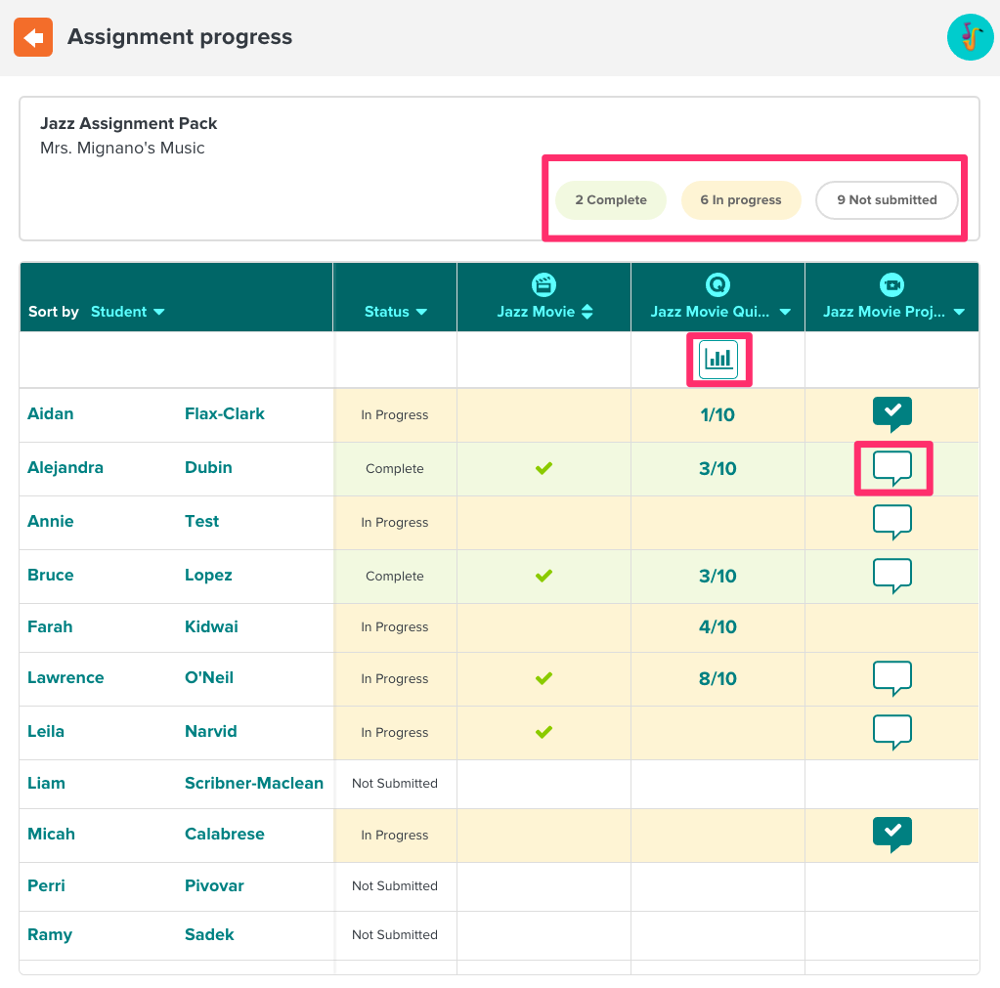 Assignment progress
Jazz Assignment Pack
Mrs. Mignano's Music
2 Complete 6 In progress 9 Not submitted
Sort by Student Status Jazz Movie Jazz Movie Qui... Jazz Movie Proj...
Aidan Flax-Clark In Progress 1/10
Alejandra Dubin Complete 3/10
Annie Test In Progress
Bruce Lopez Complete 3/10
Farah Kidwai In Progress 4/10
Lawrence O'Neil In Progress 8/10
Leila Narvid In Progress
Liam Scribner-Maclean Not Submitted
Micah Calabrese In Progress
Perri Pivovar Not Submitted
Ramy Sadek Not Submitted